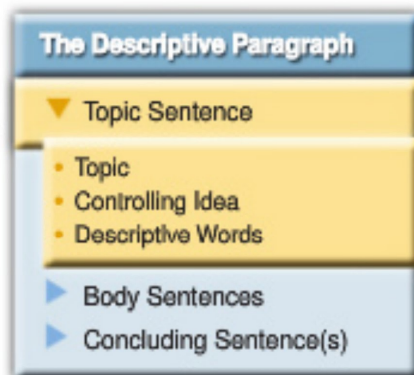 The Descriptive Paragraph
Topic Sentence
Topic
Controlling Idea
Descriptive Words
Body Sentences
Concluding Sentence(s)